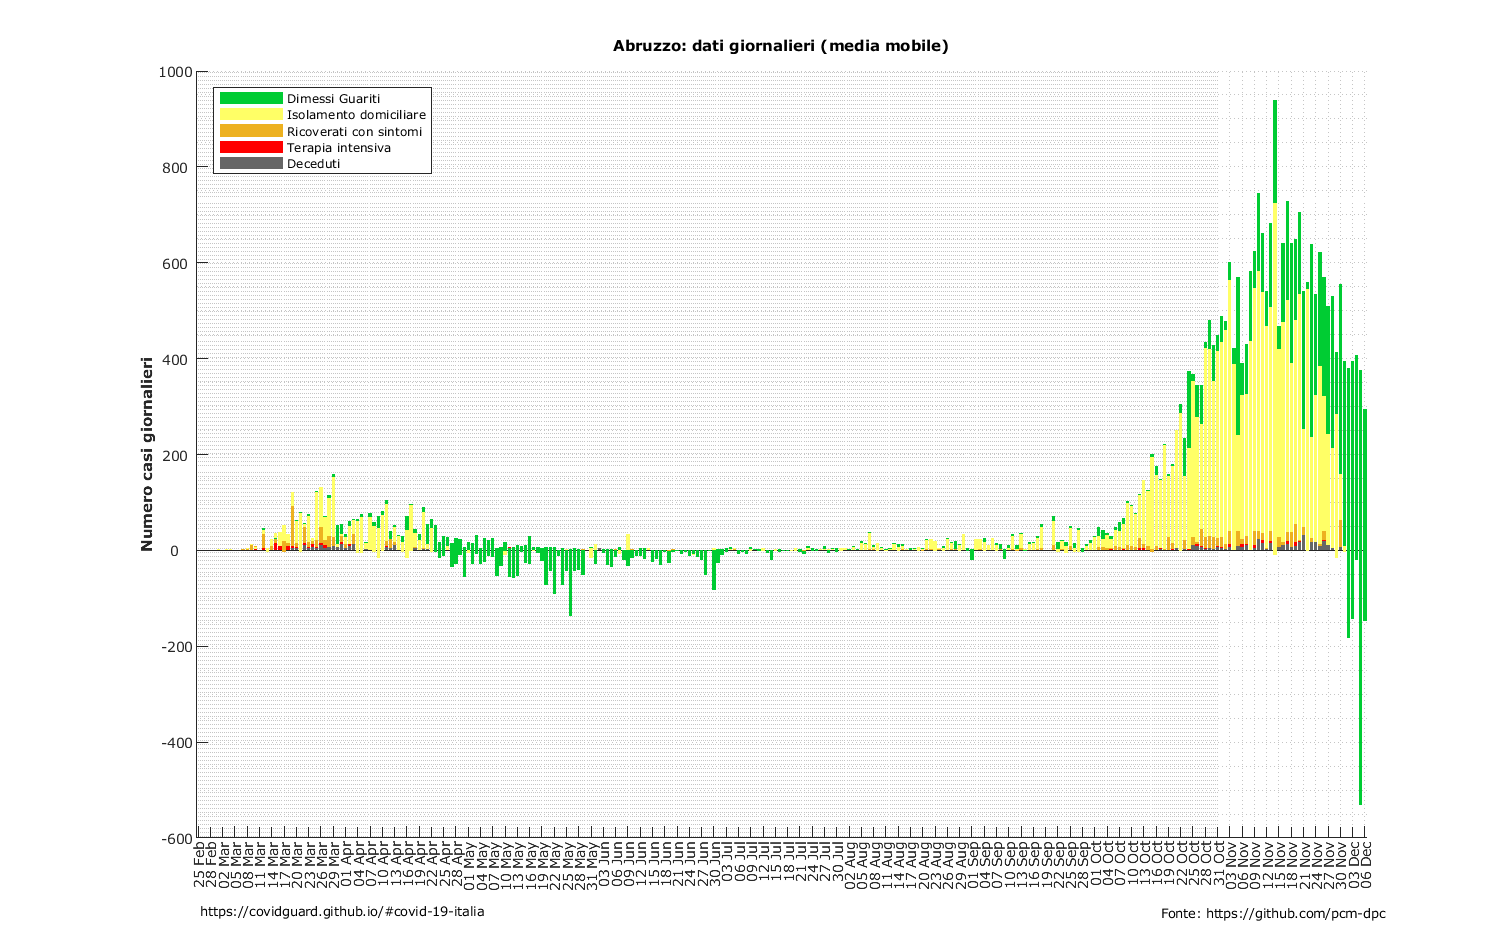 Abruzzo: dati giornalieri (media mobile)
Dimessi Guariti
Isolamento domiciliare
Ricoverati con sintomi
Terapia intensiva
Deceduti
Numero casi giornalieri
1000
800
600
400
200
0
-200
-400
-600
25 Feb
28 Feb
02 Mar
05 Mar
08 Mar
11 Mar
14 Mar
17 Mar
20 Mar
23 Mar
26 Mar
29 Mar
01 Apr
04 Apr
07 Apr
10 Apr
13 Apr
16 Apr
19 Apr
22 Apr
25 Apr
28 Apr
01 May
04 May
07 May
10 May
13 May
16 May
19 May
22 May
25 May
28 May
31 May
03 Jun
06 Jun
09 Jun
12 Jun
15 Jun
18 Jun
21 Jun
24 Jun
27 Jun
30 Jun
03 Jul
06 Jul
09 Jul
12 Jul
15 Jul
18 Jul
21 Jul
24 Jul
27 Jul
30 Jul
02 Aug
05 Aug
08 Aug
11 Aug
14 Aug
17 Aug
20 Aug
23 Aug
26 Aug
29 Aug
01 Sep
04 Sep
07 Sep
10 Sep
13 Sep
16 Sep
19 Sep
22 Sep
25 Sep
28 Sep
01 Oct
04 Oct
07 Oct
10 Oct
13 Oct
16 Oct
19 Oct
22 Oct
25 Oct
28 Oct
31 Oct
03 Nov
06 Nov
09 Nov
12 Nov
15 Nov
18 Nov
21 Nov
24 Nov
27 Nov
30 Nov
03 Dec
06 Dec
https://covidguard.github.io/#covid-19-italia
Fonte: https://github.com/pcm-dpc